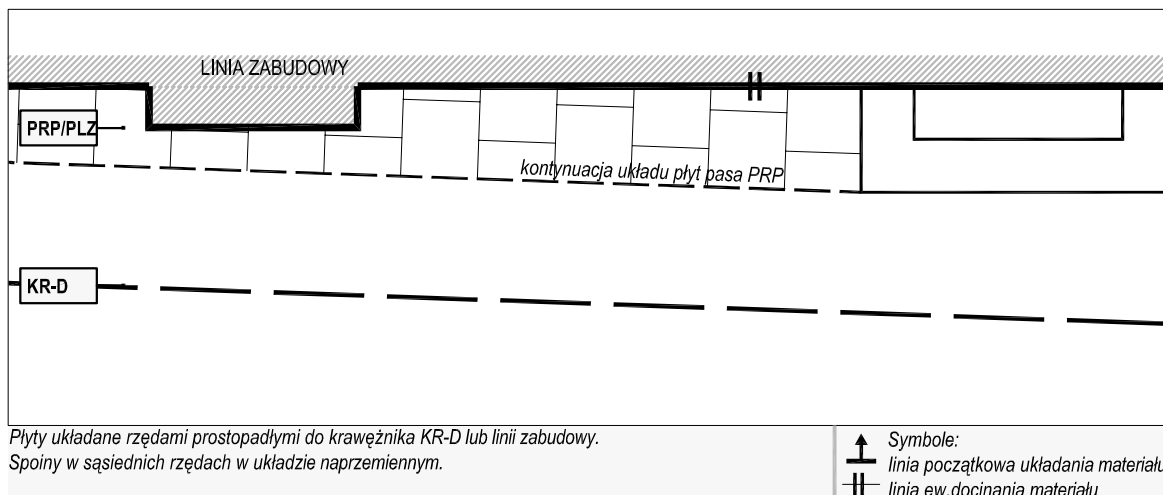 LINIA ZABUDOWY
PRP/PLZ
kontynuacja układu płyt pasa PRP
KR-D
Płyty układane rzędami prostopadłymi do krawężnika KR-D lub linii zabudowy.
Spoiny w sąsiednich rzędach w układzie naprzemiennym.
Symbole:
linia początkowa układania materiału
linia ew.docinania materiału